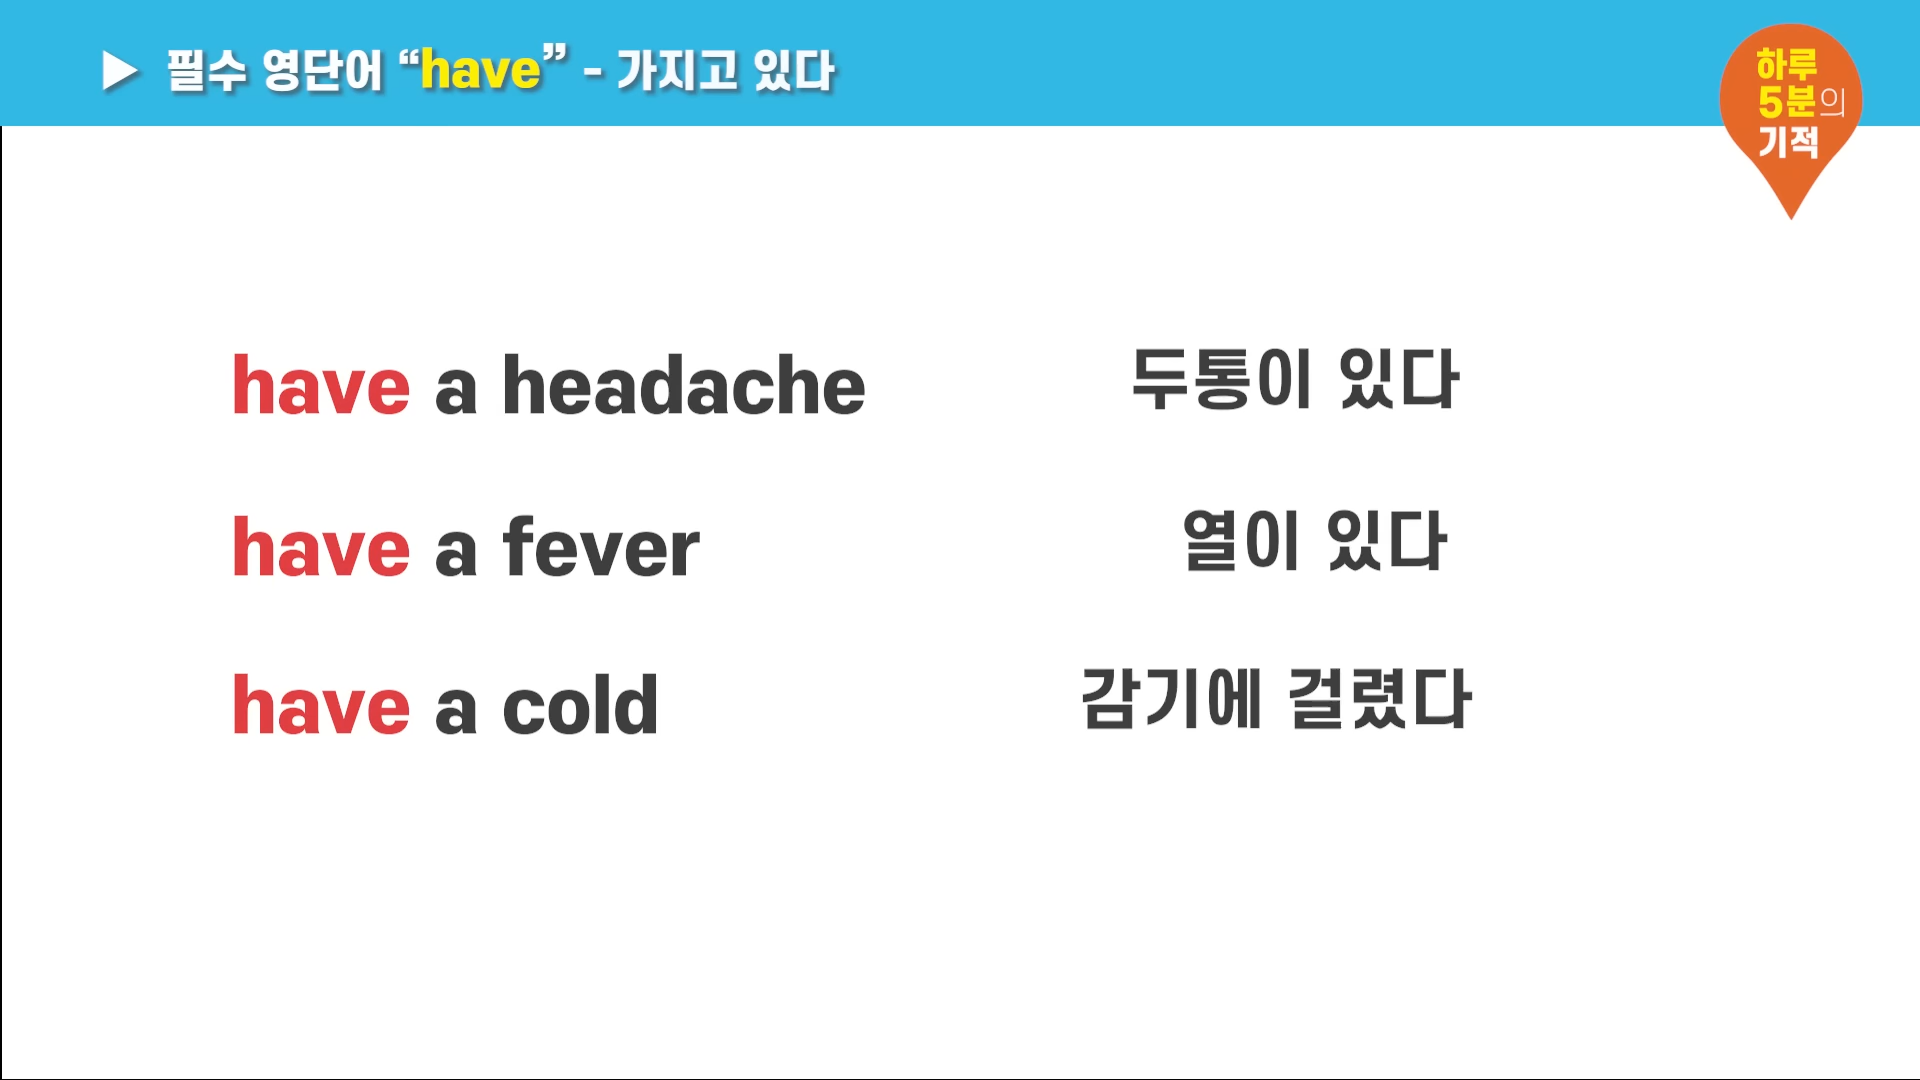 ▶ 필수 영단어 “have” - 가지고 있다
하루
5분의
기적
have a headache 두통이 있다
have a fever 열이 있다
have a cold 감기에 걸렸다